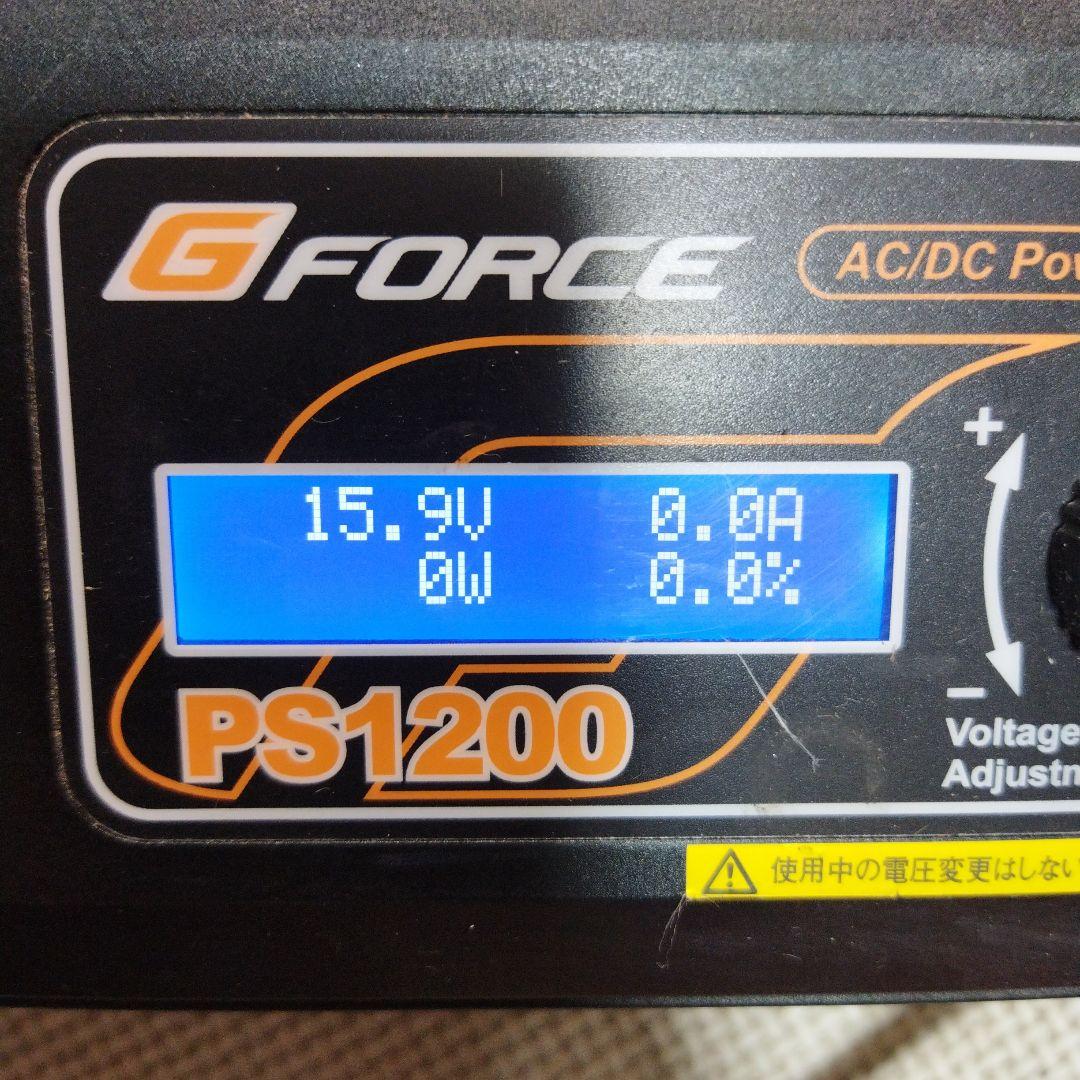 G FORCE
AC/DC Pow
15.9V 0.0A
0W 0.0%
+
-
PS1200
Voltage
Adjustm
使用中の電圧変更はしない